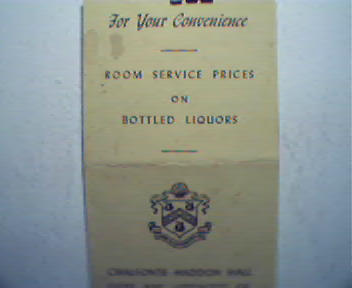 For Your Convenience
ROOM SERVICE PRICES
ON
BOTTLED LIQUORS
CHALFONTE-HADDON HALL